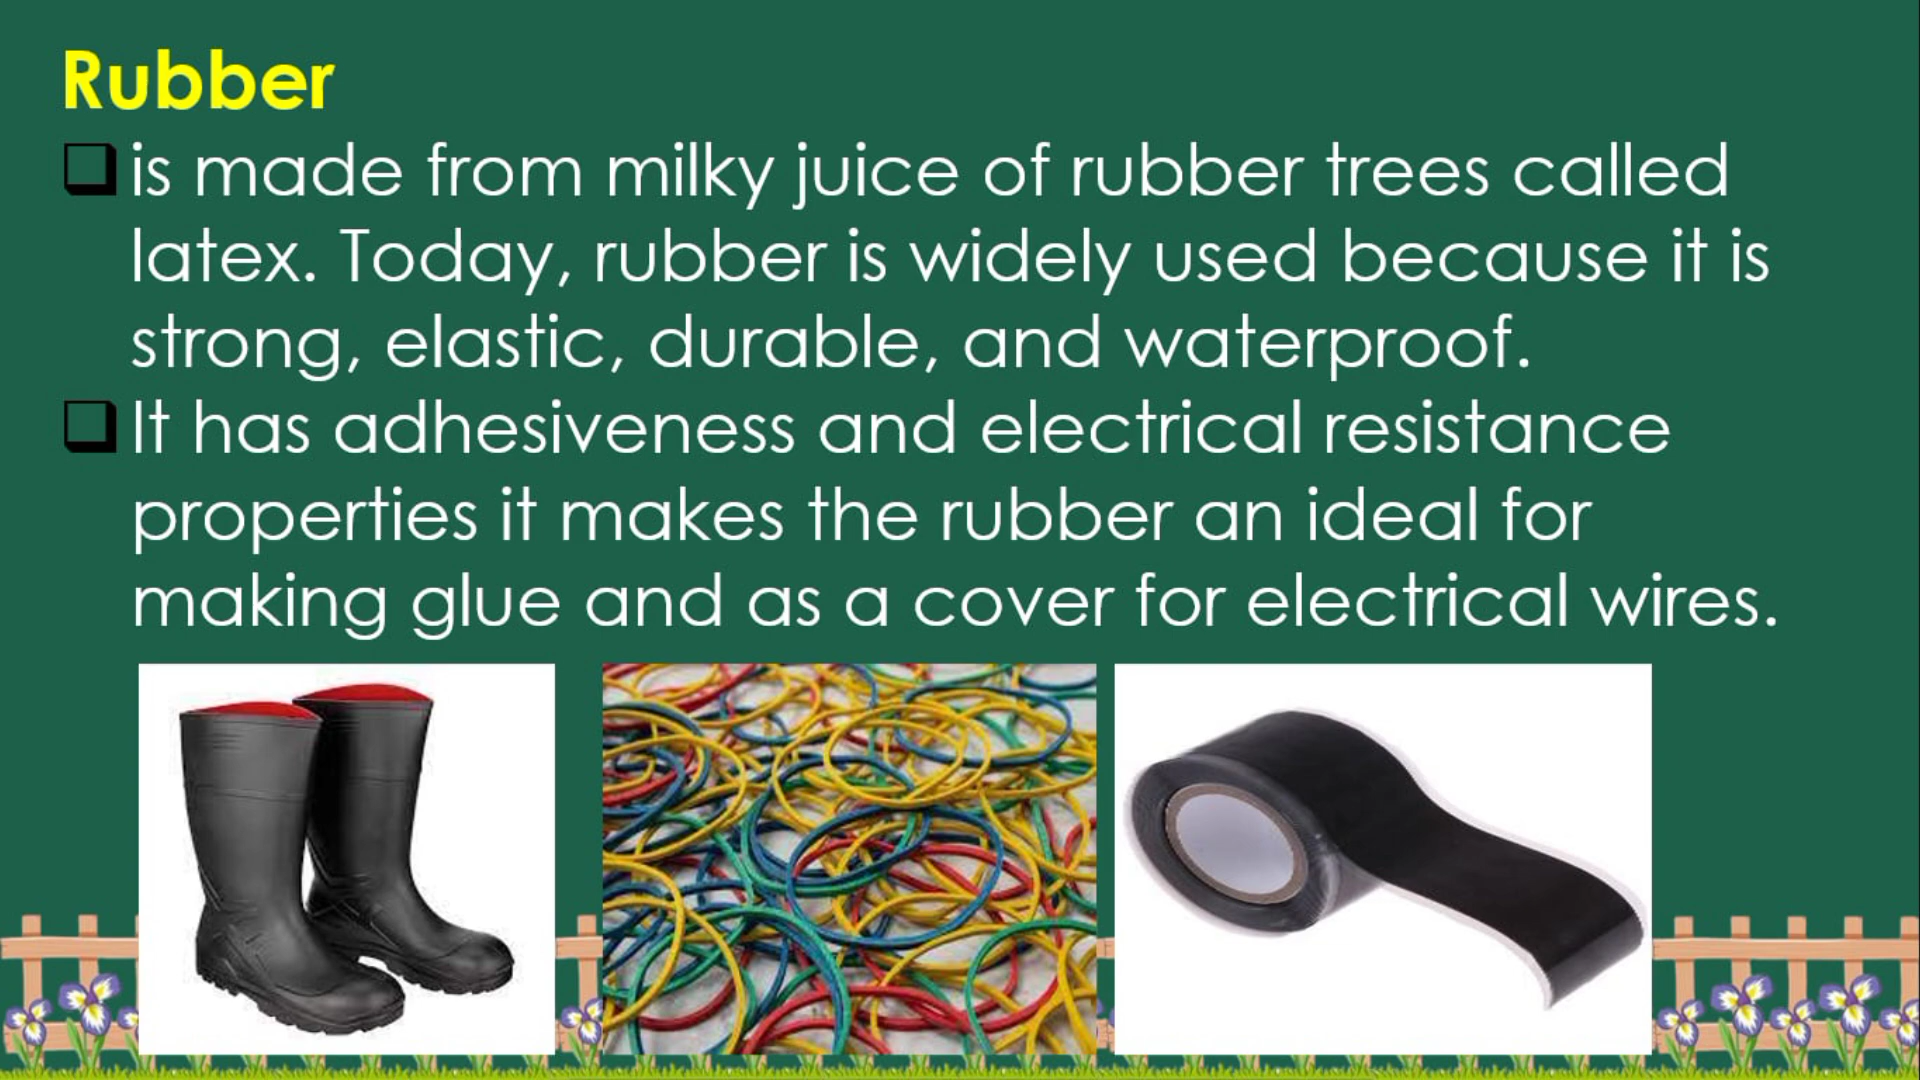 Rubber
is made from milky juice of rubber trees called
latex. Today, rubber is widely used because it is
strong, elastic, durable, and waterproof.
It has adhesiveness and electrical resistance
properties it makes the rubber an ideal for
making glue and as a cover for electrical wires.